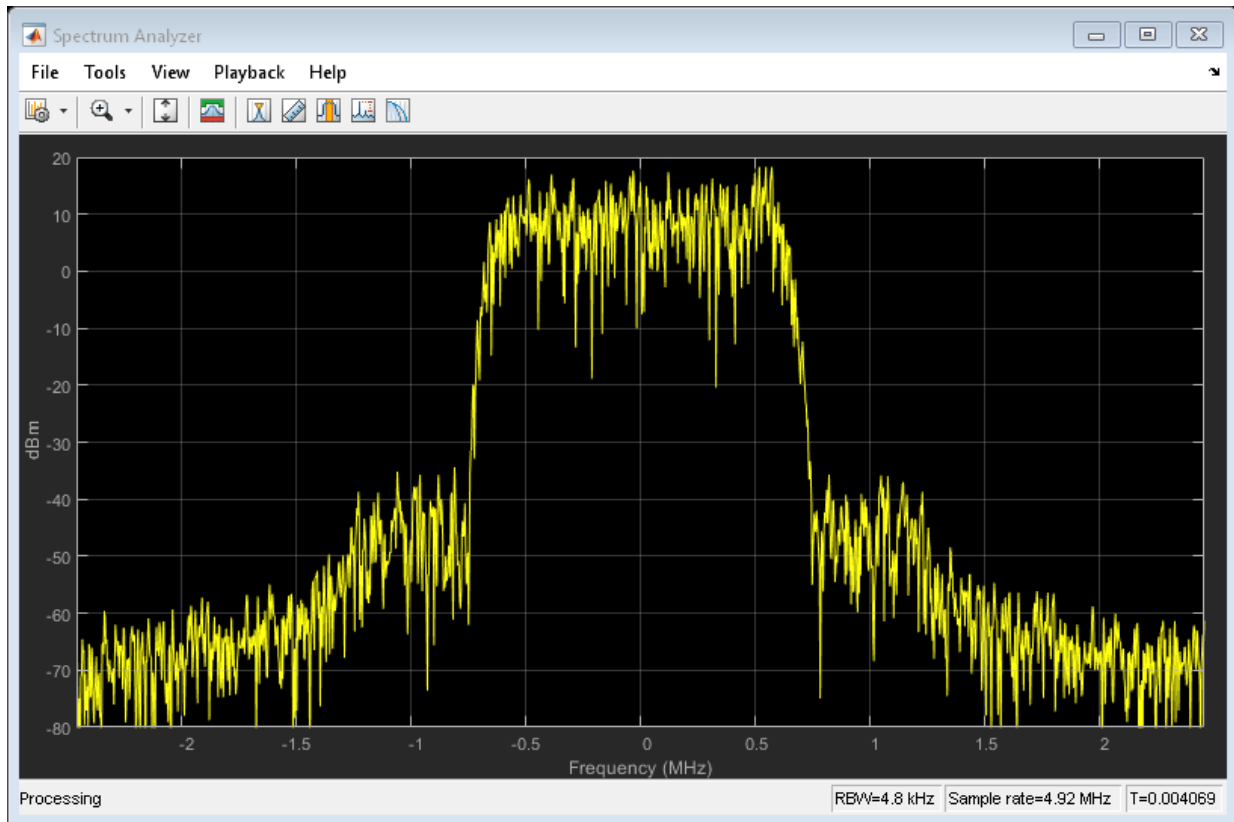 Spectrum Analyzer
File Tools View Playback Help
20
10
0
-10
-20
-30
-40
-50
-60
-70
-80
dBm
-2 -1.5 -1 -0.5 0 0.5 1 1.5 2
Frequency (MHz)
Processing RBW=4.8 kHz Sample rate=4.92 MHz T=0.004069